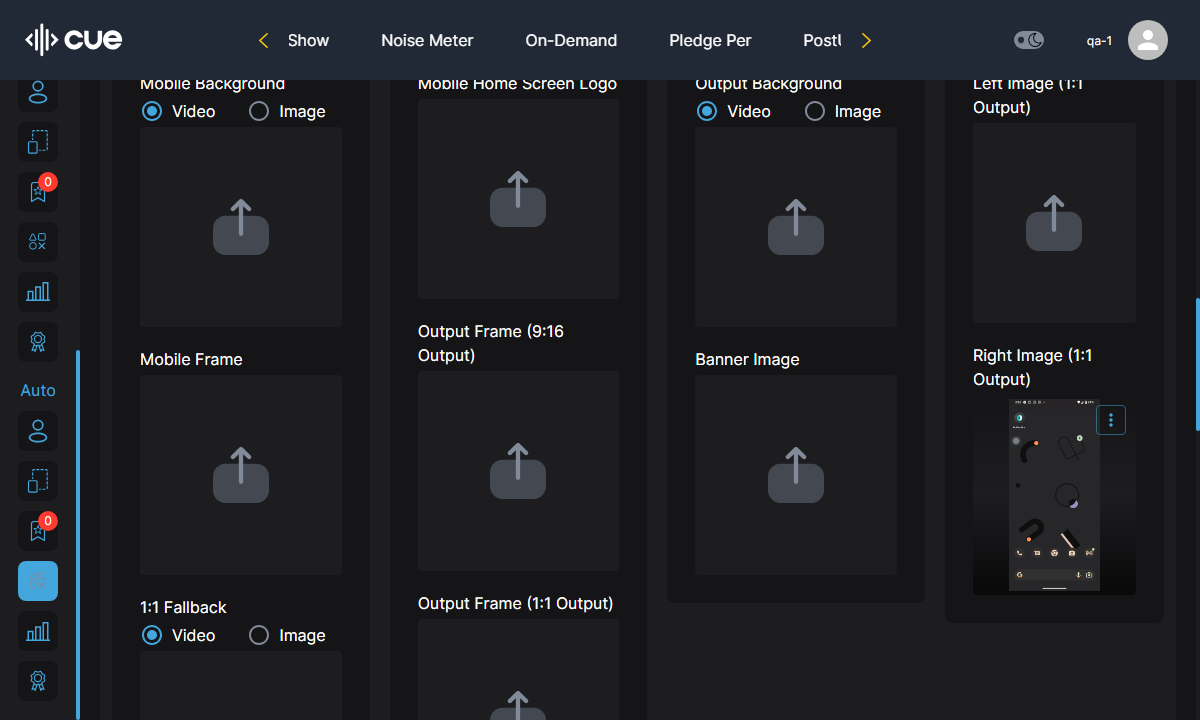 cue
Show
Noise Meter
On-Demand
Pledge Per
Postl
qa-1
Mobile Background
Video
Image
Mobile Home Screen Logo
Output Background
Video
Image
Left Image (1:1
Output)
0
Output Frame (9:16
Output)
Mobile Frame
Banner Image
Right Image (1:1
Output)
Auto
0
1:1 Fallback
Video
Image
Output Frame (1:1 Output)